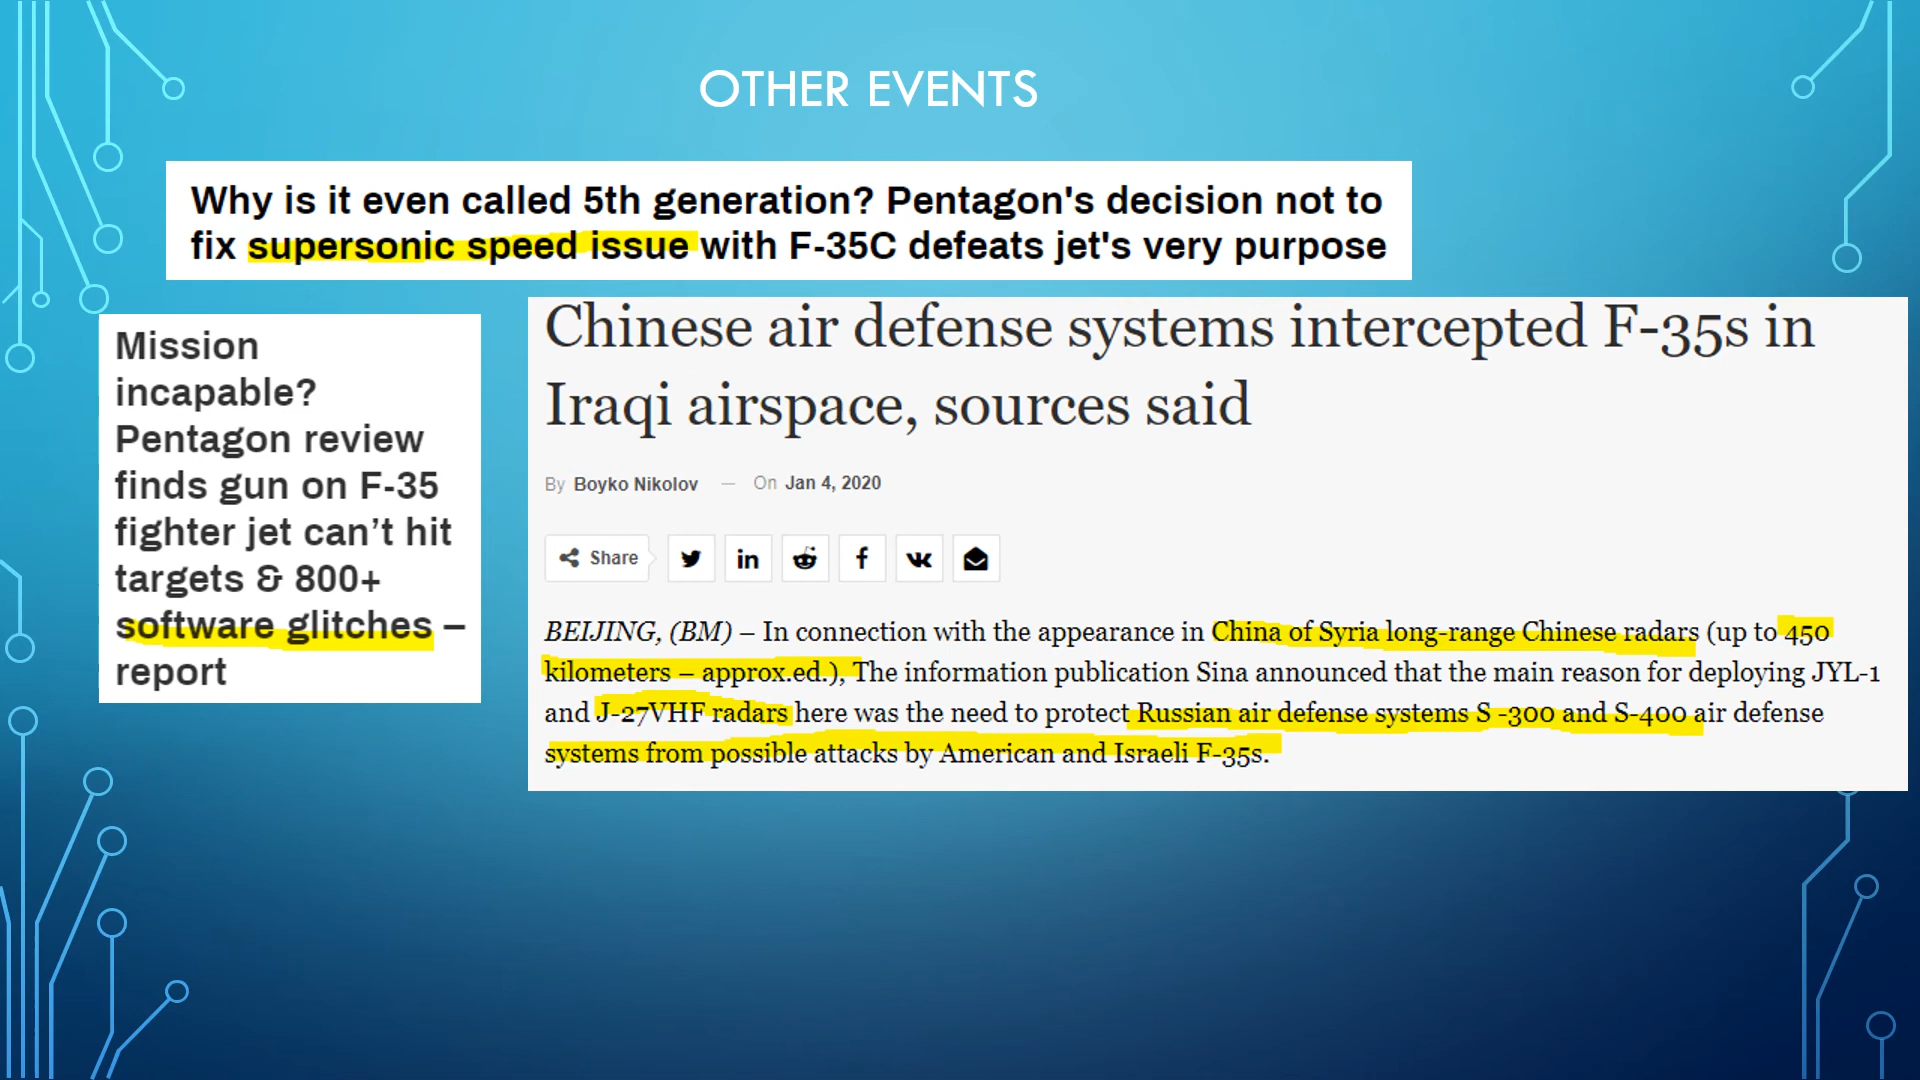 OTHER EVENTS
Why is it even called 5th generation? Pentagon's decision not to
fix supersonic speed issue with F-35C defeats jet's very purpose
Mission
incapable?
Pentagon review
finds gun on F-35
fighter jet can’t hit
targets & 800+
software glitches –
report
Chinese air defense systems intercepted F-35s in
Iraqi airspace, sources said
By Boyko Nikolov — On Jan 4, 2020
Share
BEIJING, (BM) – In connection with the appearance in China of Syria long-range Chinese radars (up to 450
kilometers – approx.ed.), The information publication Sina announced that the main reason for deploying JYL-1
and J-27VHF radars here was the need to protect Russian air defense systems S -300 and S-400 air defense
systems from possible attacks by American and Israeli F-35s.